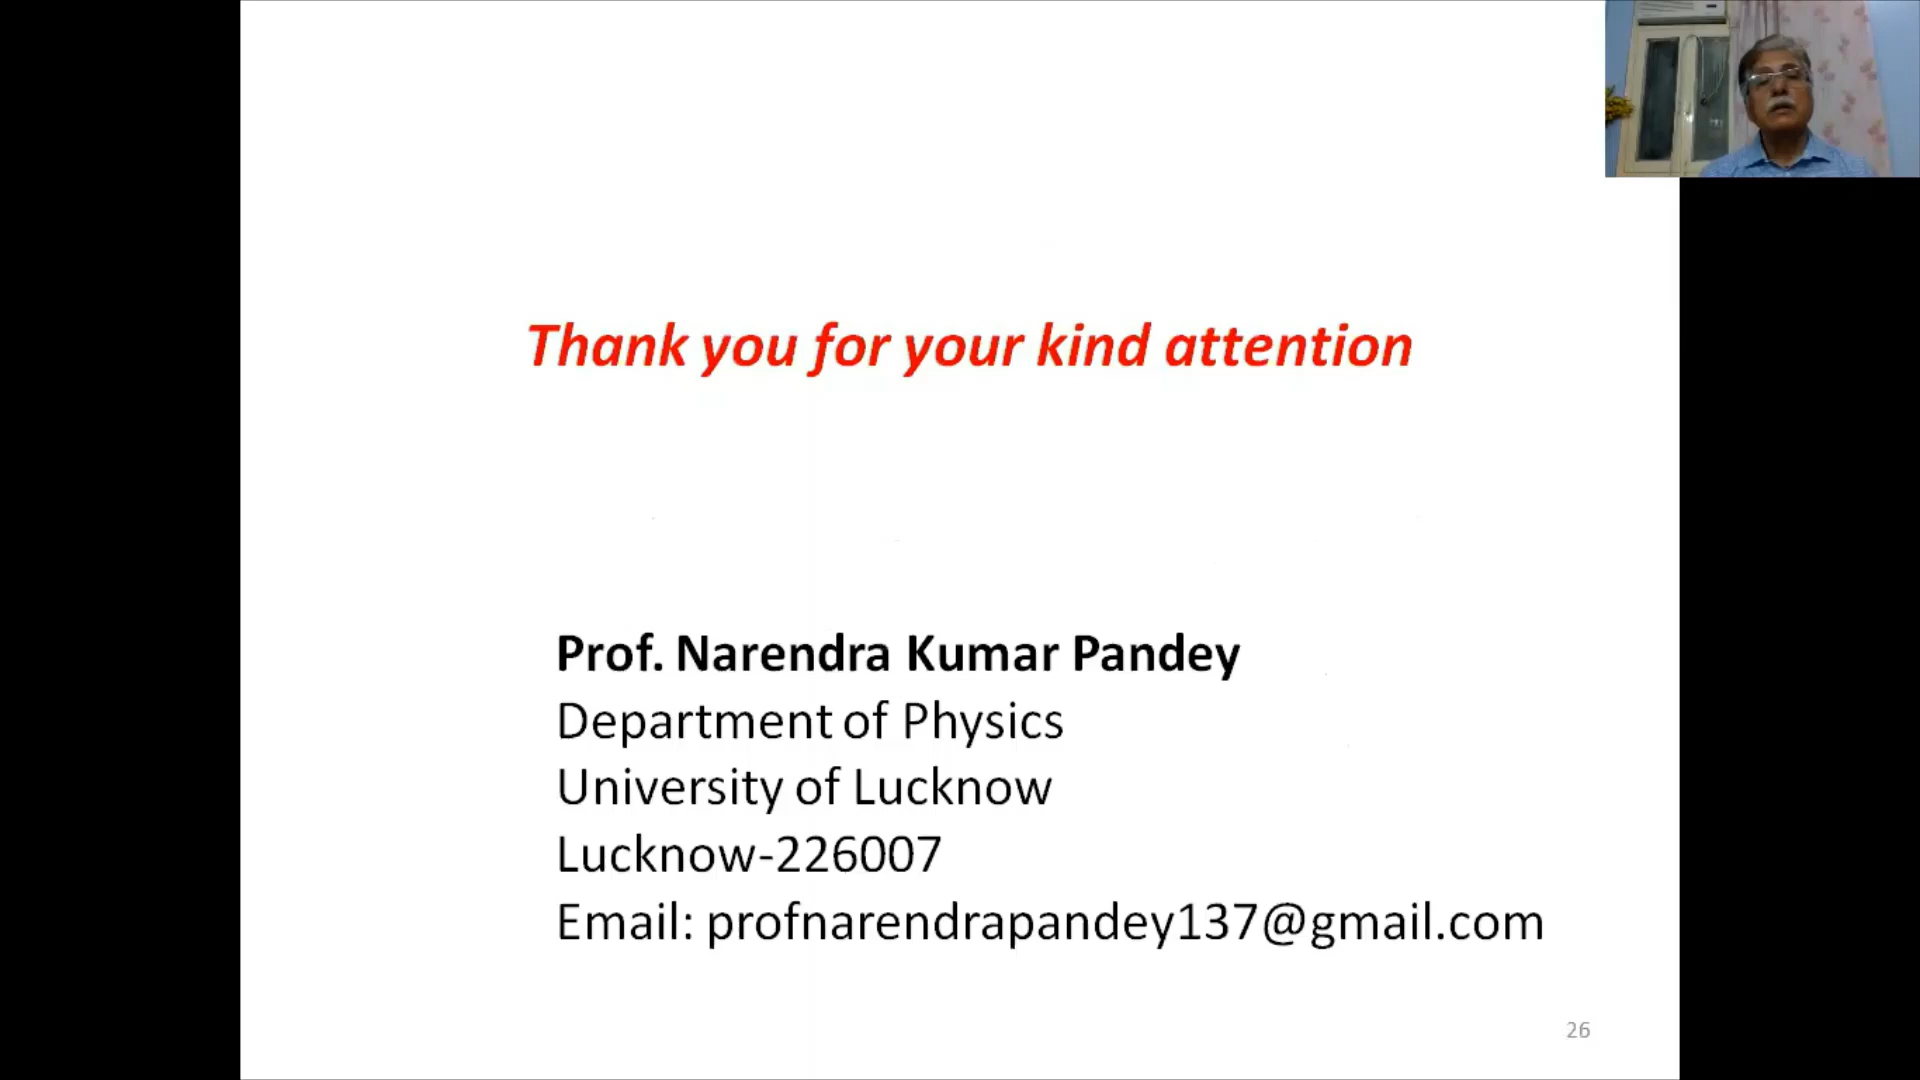 Thank you for your kind attention
Prof. Narendra Kumar Pandey
Department of Physics
University of Lucknow
Lucknow-226007
Email: profnarendrapandey137@gmail.com
26